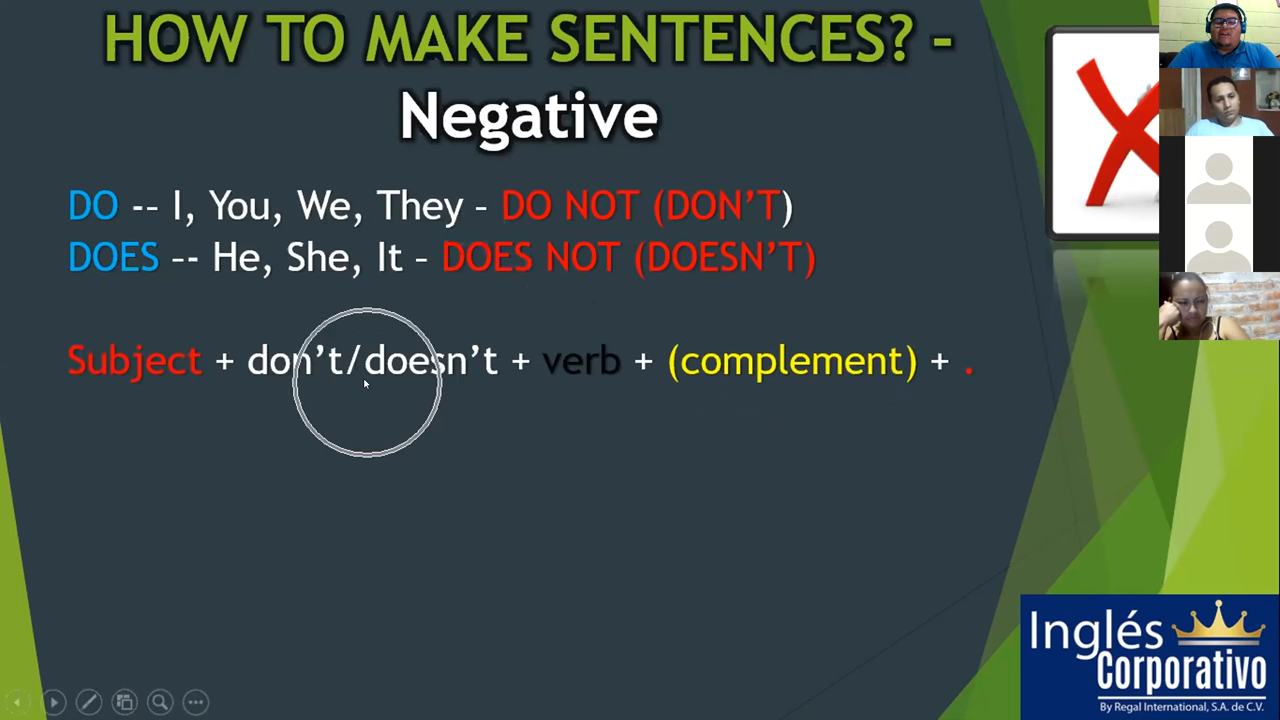 HOW TO MAKE SENTENCES? -
Negative
DO -– I, You, We, They – DO NOT (DON’T)
DOES –- He, She, It – DOES NOT (DOESN’T)
Subject + don’t/doesn’t + verb + (complement) + .
Inglés
Corporativo
By Regal International, S.A. de C.V.